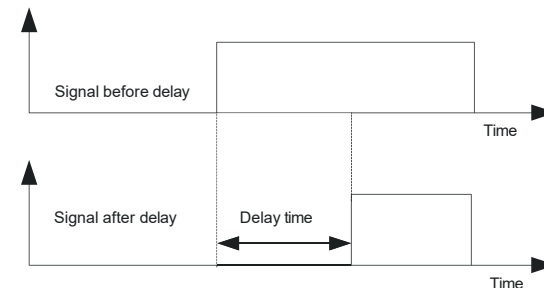 Signal before delay
Time
Signal after delay
Delay time
Time